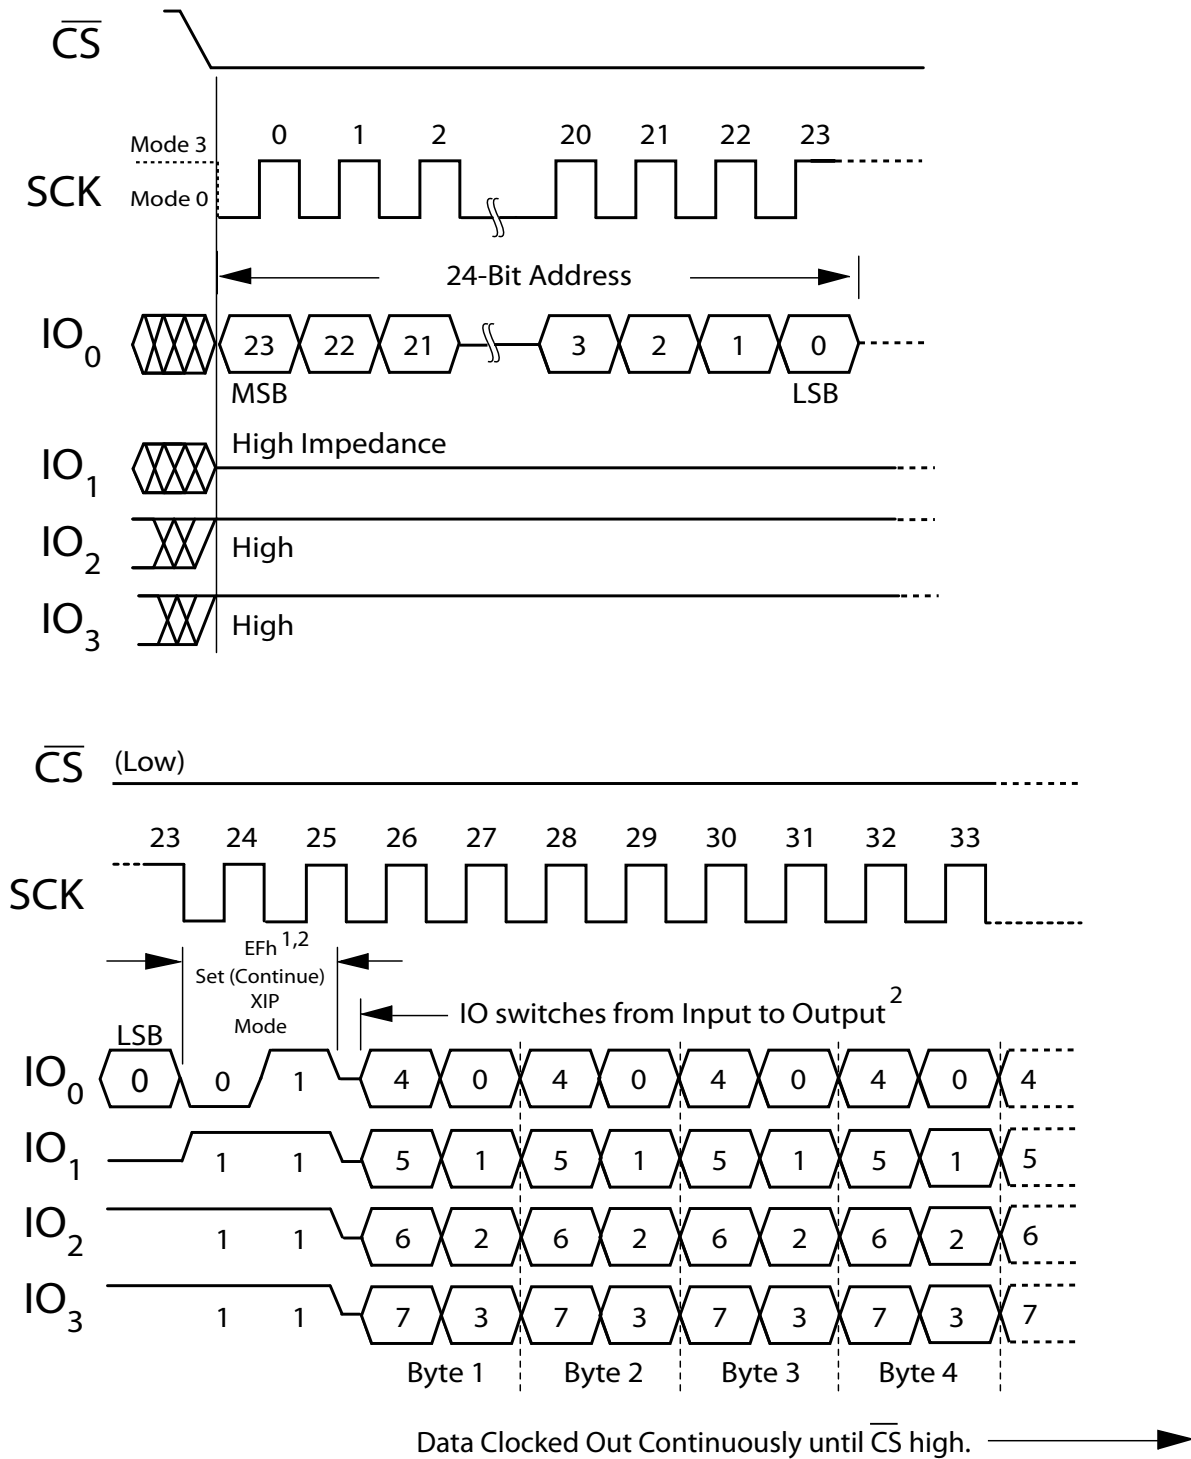 CS
Mode 3
0 1 2 20 21 22 23
SCK
Mode 0
24-Bit Address
IO0 23 22 21 3 2 1 0
MSB LSB
IO1 High Impedance
IO2 High
IO3 High
CS (Low)
23 24 25 26 27 28 29 30 31 32 33
SCK
EFh 1,2
Set (Continue)
XIP
Mode
IO switches from Input to Output 2
LSB
IO0 0 0 1 4 0 4 0 4 0 4 0 4
IO1 1 1 5 1 5 1 5 1 5 1 5
IO2 1 1 6 2 6 2 6 2 6 2 6
IO3 1 1 7 3 7 3 7 3 7 3 7
Byte 1 Byte 2 Byte 3 Byte 4
Data Clocked Out Continuously until CS high.